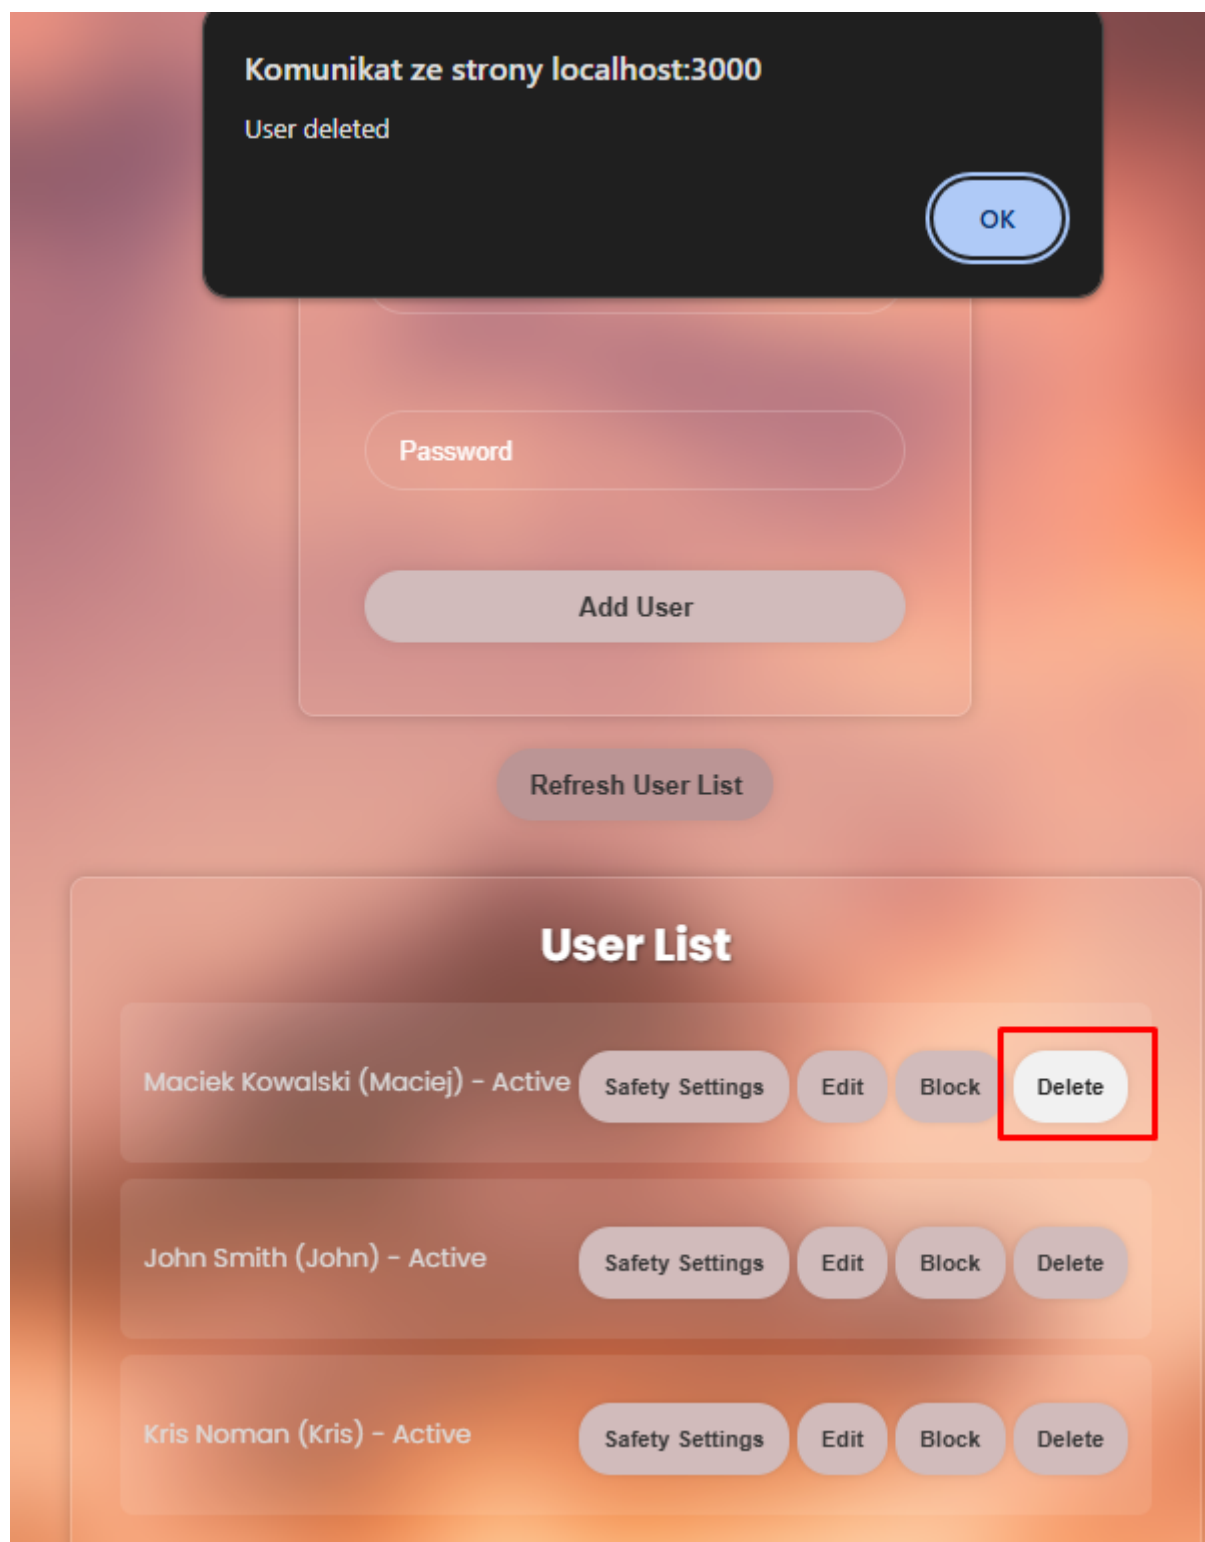 Komunikat ze strony localhost:3000
User deleted
OK
Password
Add User
Refresh User List
User List
Maciek Kowalski (Maciej) - Active Safety Settings Edit Block Delete
John Smith (John) - Active Safety Settings Edit Block Delete
Kris Noman (Kris) - Active Safety Settings Edit Block Delete